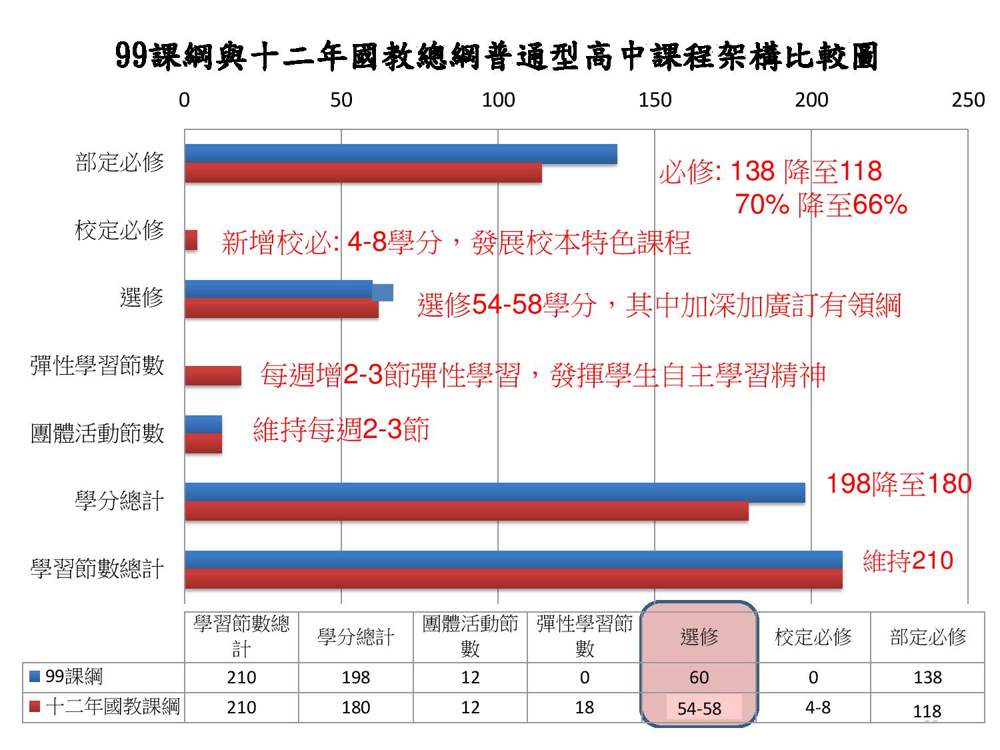 99課綱與十二年國教總綱普通型高中課程架構比較圖
0 50 100 150 200 250
部定必修
必修: 138 降至118
70% 降至66%
校定必修
新增校必: 4-8學分，發展校本特色課程
選修
選修54-58學分，其中加深加廣訂有領綱
彈性學習節數
每週增2-3節彈性學習，發揮學生自主學習精神
團體活動節數
維持每週2-3節
學分總計
198降至180
學習節數總計
維持210
學習節數總計 學分總計 團體活動節數 彈性學習節數 選修 校定必修 部定必修
99課綱 210 198 12 0 60 0 138
十二年國教課綱 210 180 12 18 54-58 4-8 118